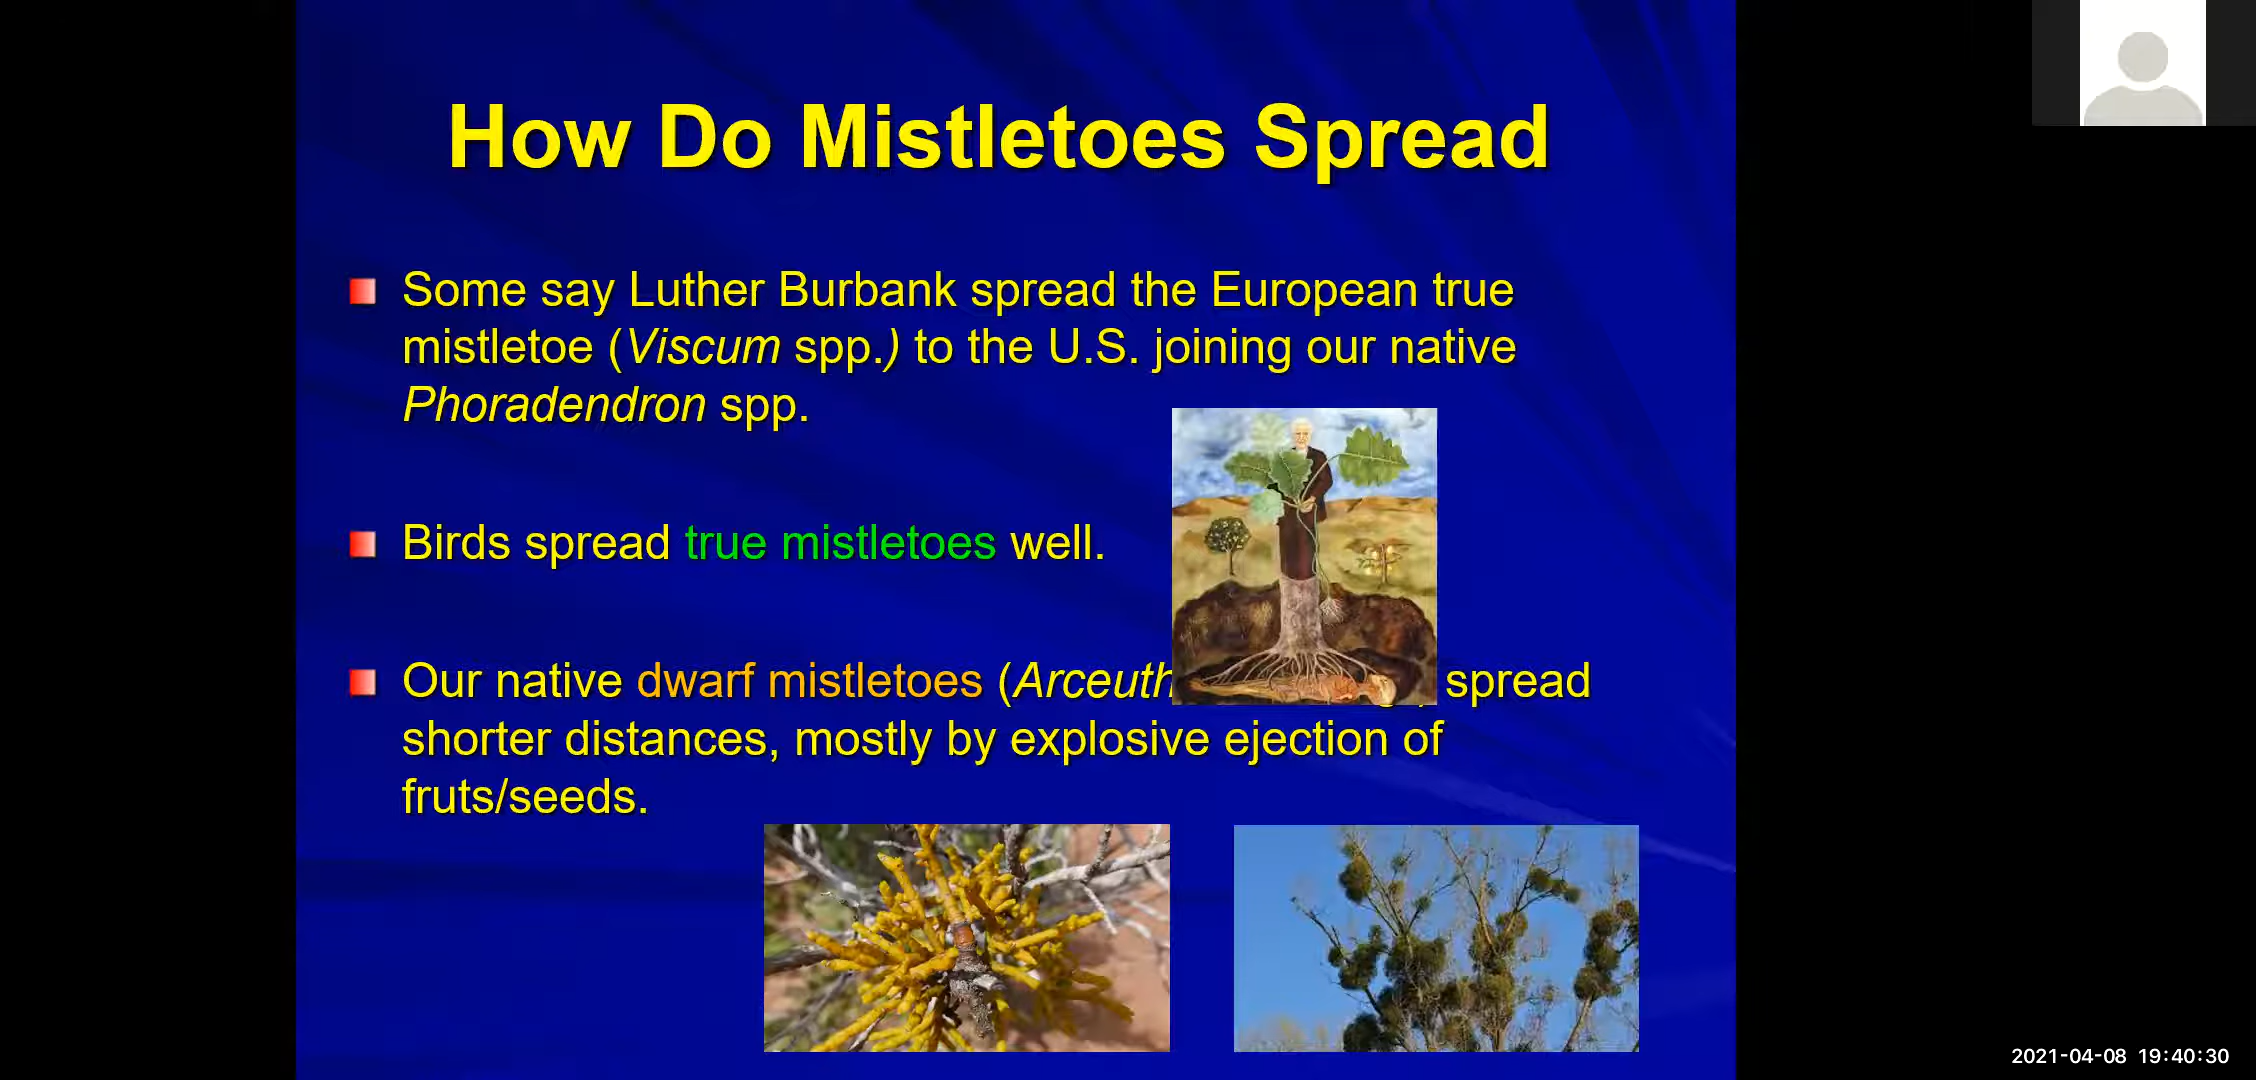 How Do Mistletoes Spread
Some say Luther Burbank spread the European true
mistletoe (Viscum spp.) to the U.S. joining our native
Phoradendron spp.
Birds spread true mistletoes well.
Our native dwarf mistletoes ( spread
shorter distances, mostly by explosive ejection of
fruts/seeds.
2021-04-08 19:40:30